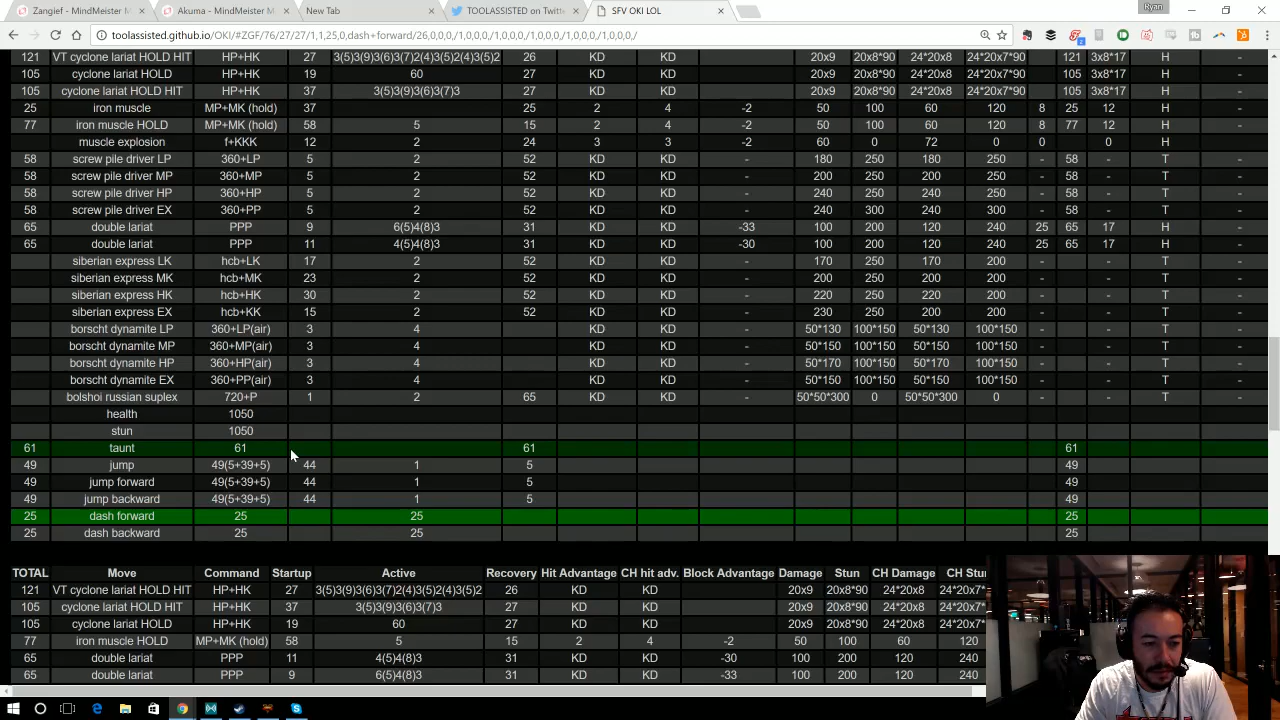 Zangief - MindMeister M
Akuma - MindMeister M
New Tab
TOOLASSISTED on Twitt
SFV OKI LOL
Ryan
toolassisted.github.io/OKI/#ZGF/76/27/27/1,1,25,0,dash+forward/26,0,0,0,/1,0,0,0,/1,0,0,0,/1,0,0,0,/1,0,0,0,/
121 VT cyclone lariat HOLD HIT HP+HK 27 3(5)3(9)3(6)3(7)2(4)3(5)2(4)3(5)2 26 KD KD 20x9 20x8*90 24*20x8 24*20x7*90 121 3x8*17 H -
105 cyclone lariat HOLD HP+HK 19 60 27 KD KD 20x9 20x8*90 24*20x8 24*20x7*90 105 3x8*17 H -
105 cyclone lariat HOLD HIT HP+HK 37 3(5)3(9)3(6)3(7)3 27 KD KD 20x9 20x8*90 24*20x8 24*20x7*90 105 3x8*17 H -
25 iron muscle MP+MK (hold) 37 25 2 4 -2 50 100 60 120 8 25 12 H -
77 iron muscle HOLD MP+MK (hold) 58 5 15 2 4 -2 50 100 60 120 8 77 12 H -
muscle explosion f+KKK 12 2 24 3 3 -2 60 0 72 0 0 0 H -
58 screw pile driver LP 360+LP 5 2 52 KD KD - 180 250 180 250 - 58 T -
58 screw pile driver MP 360+MP 5 2 52 KD KD - 200 250 200 250 - 58 T -
58 screw pile driver HP 360+HP 5 2 52 KD KD - 240 250 240 250 - 58 T -
58 screw pile driver EX 360+PP 5 2 52 KD KD - 240 300 240 300 - 58 T -
65 double lariat PPP 9 6(5)4(8)3 31 KD KD -33 100 200 120 240 25 65 17 H -
65 double lariat PPP 11 4(5)4(8)3 31 KD KD -30 100 200 120 240 25 65 17 H -
siberian express LK hcb+LK 17 2 52 KD KD - 170 250 170 200 - T -
siberian express MK hcb+MK 23 2 52 KD KD - 200 250 200 200 - T -
siberian express HK hcb+HK 30 2 52 KD KD - 220 250 220 200 - T -
siberian express EX hcb+KK 15 2 52 KD KD - 230 250 230 200 - T -
borscht dynamite LP 360+LP(air) 3 4 KD KD - 50*130 100*150 50*130 100*150 - T -
borscht dynamite MP 360+MP(air) 3 4 KD KD - 50*150 100*150 50*150 100*150 - T -
borscht dynamite HP 360+HP(air) 3 4 KD KD - 50*170 100*150 50*170 100*150 - T -
borscht dynamite EX 360+PP(air) 3 4 KD KD - 50*150 100*150 50*150 100*150 - T -
bolshoi russian suplex 720+P 1 2 65 KD KD - 50*50*300 0 50*50*300 0 - T -
health 1050
stun 1050
61 taunt 61 61 61
49 jump 49(5+39+5) 44 1 5 49
49 jump forward 49(5+39+5) 44 1 5 49
49 jump backward 49(5+39+5) 44 1 5 49
25 dash forward 25 25 25
25 dash backward 25 25 25
TOTAL Move Command Startup Active Recovery Hit Advantage CH hit adv. Block Advantage Damage Stun CH Damage CH Stun
121 VT cyclone lariat HOLD HIT HP+HK 27 3(5)3(9)3(6)3(7)2(4)3(5)2(4)3(5)2 26 KD KD 20x9 20x8*90 24*20x8 24*20x7*
105 cyclone lariat HOLD HIT HP+HK 37 3(5)3(9)3(6)3(7)3 27 KD KD 20x9 20x8*90 24*20x8 24*20x7*
105 cyclone lariat HOLD HP+HK 19 60 27 KD KD 20x9 20x8*90 24*20x8 24*20x7*
77 iron muscle HOLD MP+MK (hold) 58 5 15 2 4 -2 50 100 60 120
65 double lariat PPP 11 4(5)4(8)3 31 KD KD -30 100 200 120 240
65 double lariat PPP 9 6(5)4(8)3 31 KD KD -33 100 200 120 240